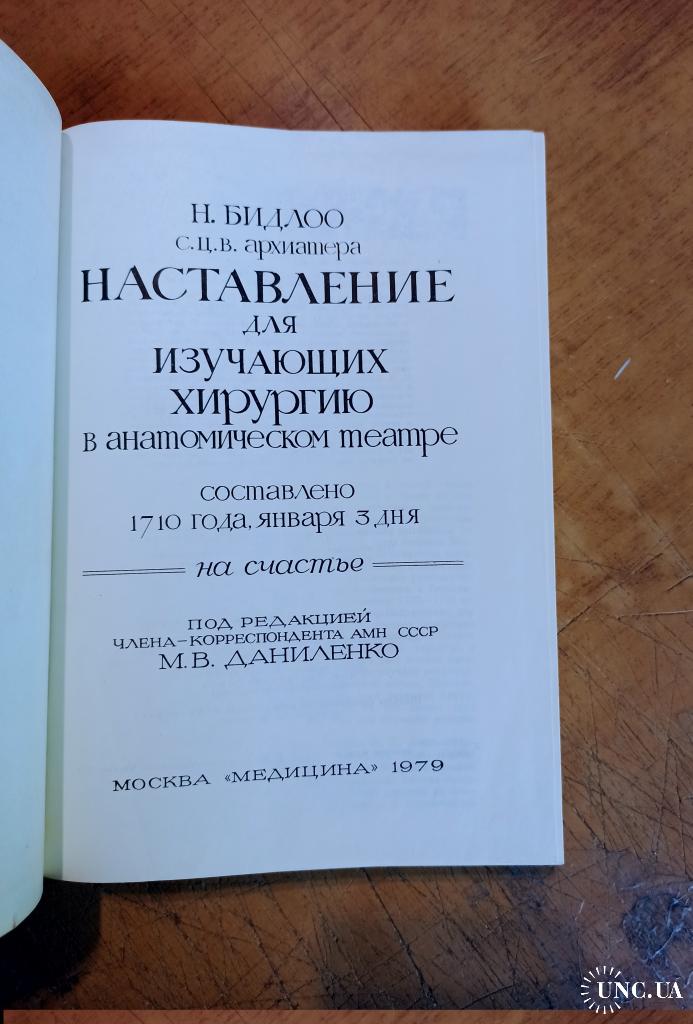 Н. БИДЛОО
с.ц.в. архиатера
НАСТАВЛЕНИЕ
для
ИЗУЧАЮЩИХ
ХИРУРГИЮ
в анатомическом театре
составлено
1710 года, января 3 дня
на счастье
ПОД РЕДАКЦИЕЙ
ЧЛЕНА-КОРРЕСПОНДЕНТА АМН СССР
М.В. ДАНИЛЕНКО
МОСКВА «МЕДИЦИНА» 1979
UNC.UA